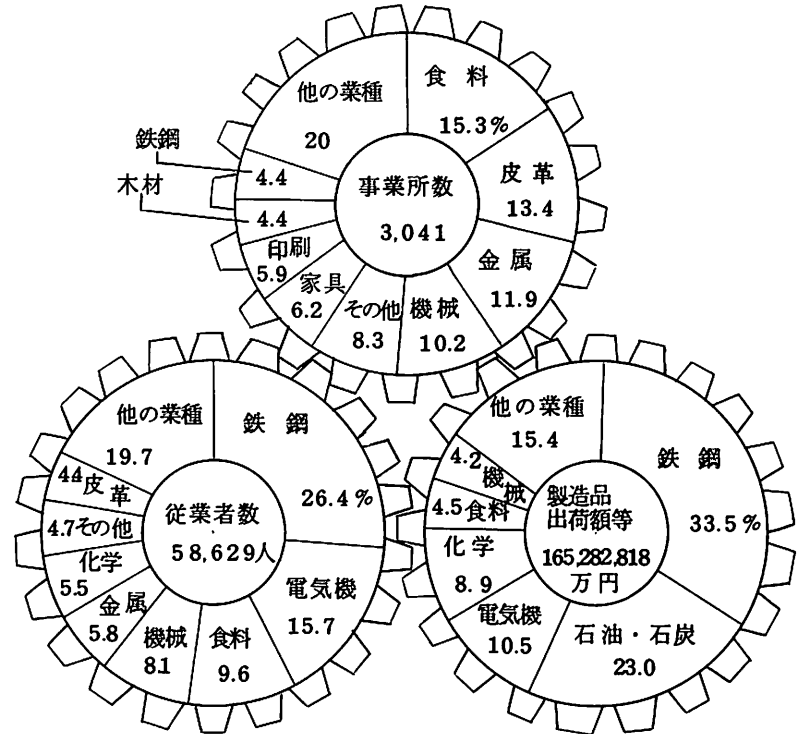 食料
15.3%
皮革
13.4
金属
11.9
機械
10.2
その他
8.3
家具
6.2
印刷
5.9
木材
4.4
鉄鋼
4.4
他の業種
20
事業所数
3,041
鉄鋼
26.4%
電気機
15.7
食料
9.6
機械
8.1
金属
5.8
化学
5.5
4.7その他
4.4皮革
他の業種
19.7
従業者数
58,629人
鉄鋼
33.5%
石油・石炭
23.0
電気機
10.5
化学
8.9
4.5食料
4.2機械
他の業種
15.4
製造品
出荷額等
165,282,818
万円